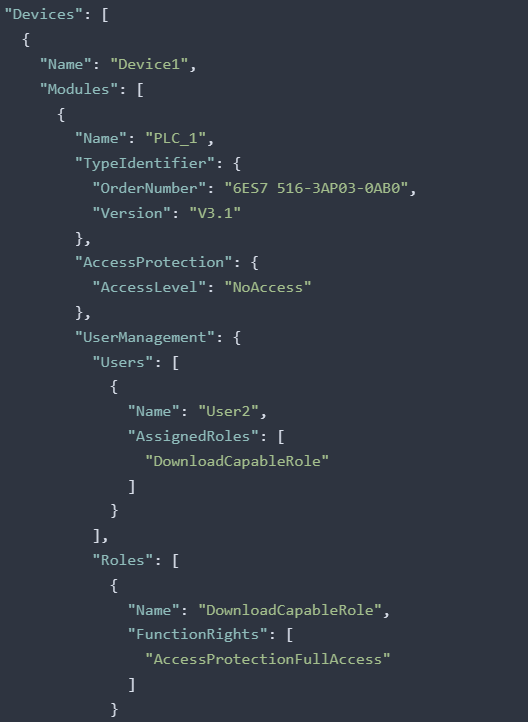 "Devices": [
  {
    "Name": "Device1",
    "Modules": [
      {
        "Name": "PLC_1",
        "TypeIdentifier": {
          "OrderNumber": "6ES7 516-3AP03-0AB0",
          "Version": "V3.1"
        },
        "AccessProtection": {
          "AccessLevel": "NoAccess"
        },
        "UserManagement": {
          "Users": [
            {
              "Name": "User2",
              "AssignedRoles": [
                "DownloadCapableRole"
              ]
            }
          ],
          "Roles": [
            {
              "Name": "DownloadCapableRole",
              "FunctionRights": [
                "AccessProtectionFullAccess"
              ]
            }